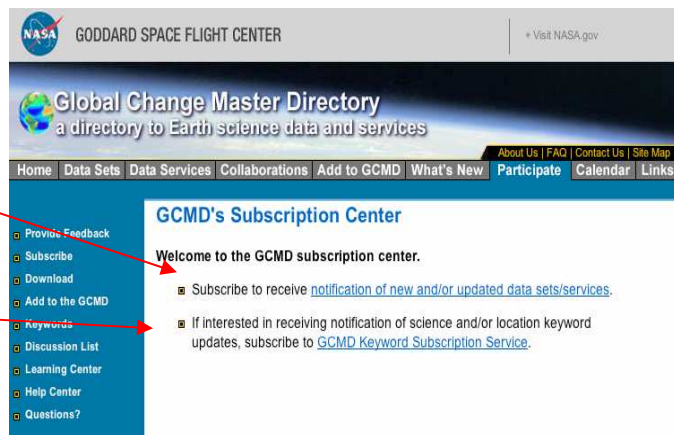 NASA
GODDARD SPACE FLIGHT CENTER
+ Visit NASA.gov
Global Change Master Directory
a directory to Earth science data and services
About Us | FAQ | Contact Us | Site Map
Home Data Sets Data Services Collaborations Add to GCMD What's New Participate Calendar Links
Provide Feedback
Subscribe
Download
Add to the GCMD
Keywords
Discussion List
Learning Center
Help Center
Questions?
GCMD's Subscription Center
Welcome to the GCMD subscription center.
Subscribe to receive notification of new and/or updated data sets/services.
If interested in receiving notification of science and/or location keyword
updates, subscribe to GCMD Keyword Subscription Service.